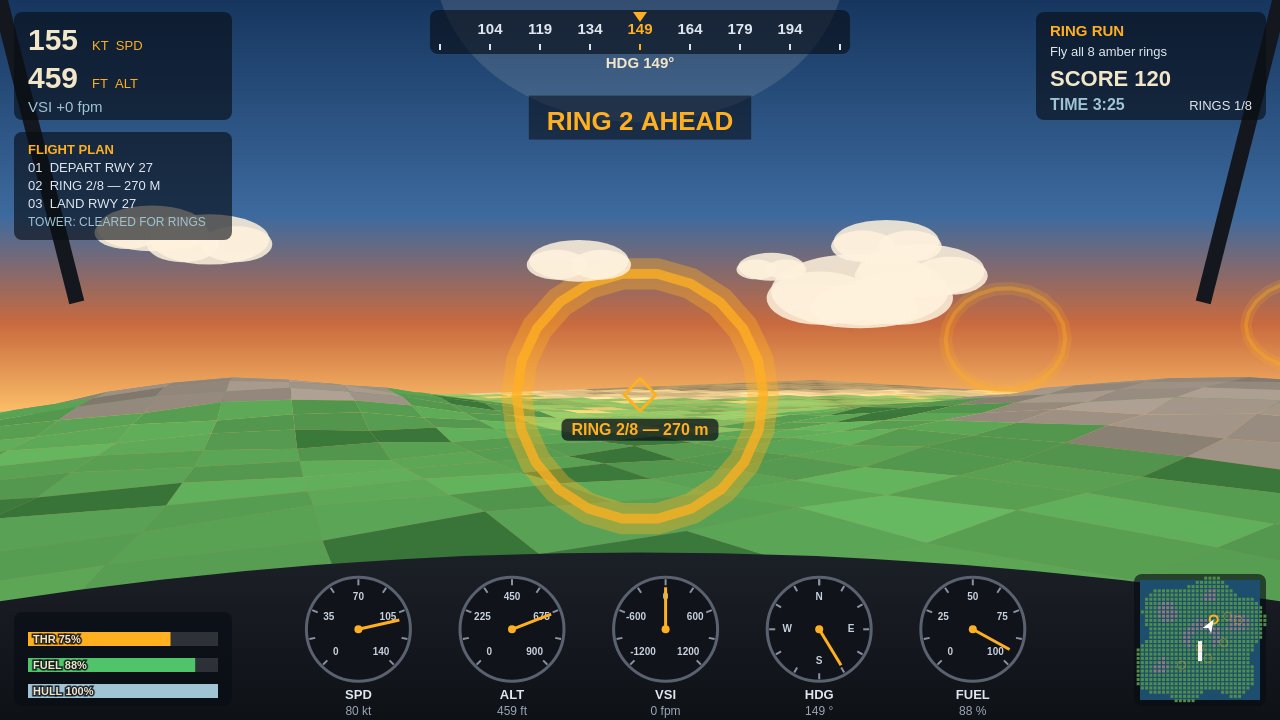 155 KT SPD
459 FT ALT
VSI +0 fpm
FLIGHT PLAN
01 DEPART RWY 27
02 RING 2/8 — 270 M
03 LAND RWY 27
TOWER: CLEARED FOR RINGS
104 119 134 149 164 179 194
HDG 149°
RING 2 AHEAD
RING RUN
Fly all 8 amber rings
SCORE 120
TIME 3:25 RINGS 1/8
RING 2/8 — 270 m
THR 75%
FUEL 88%
HULL 100%
0 35 70 105 140
SPD
80 kt
0 225 450 675 900
ALT
459 ft
-1200 -600 0 600 1200
VSI
0 fpm
N E S W
HDG
149 °
0 25 50 75 100
FUEL
88 %